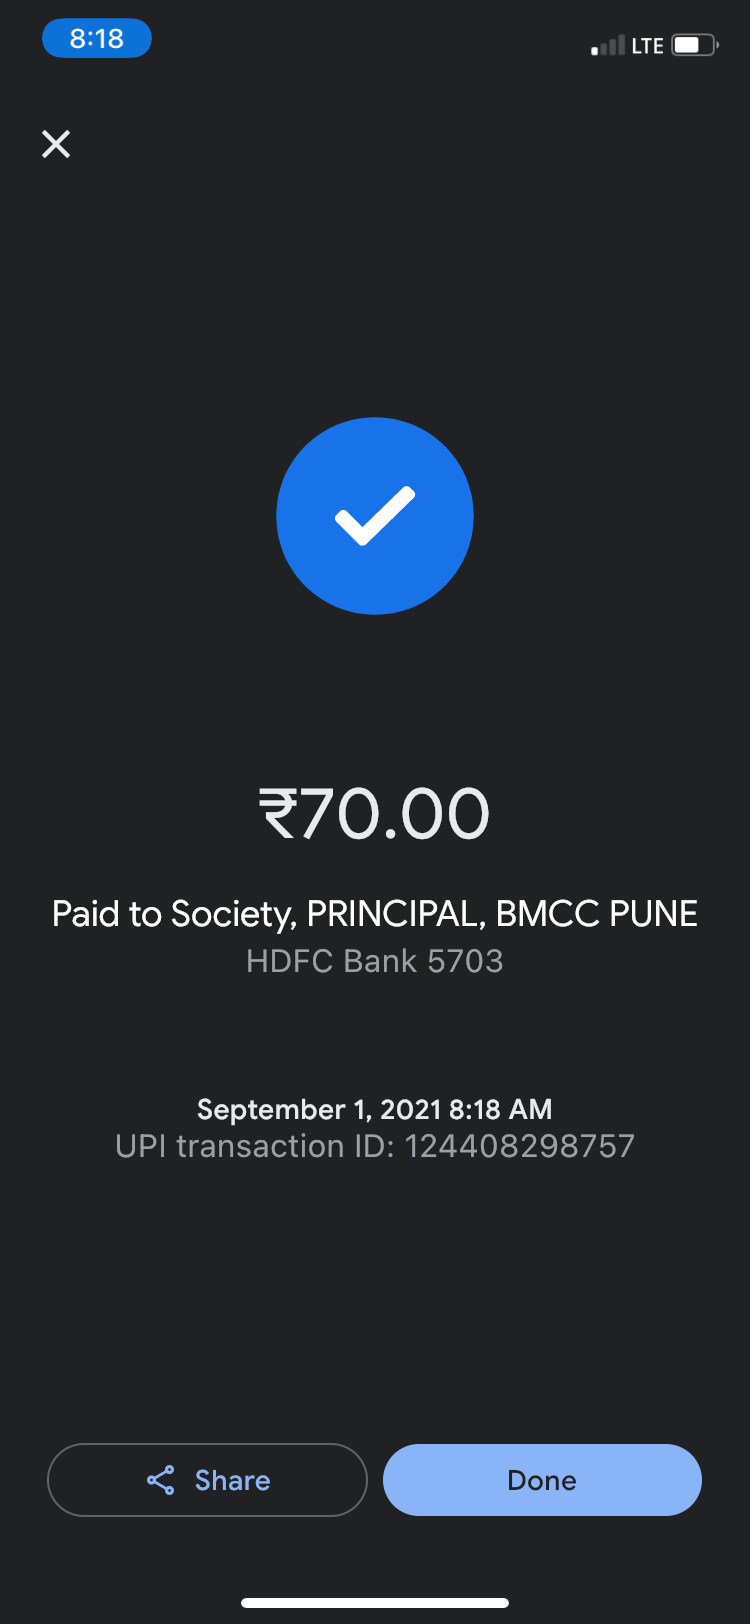 8:18
LTE
₹70.00
Paid to Society, PRINCIPAL, BMCC PUNE
HDFC Bank 5703
September 1, 2021 8:18 AM
UPI transaction ID: 124408298757
Share
Done